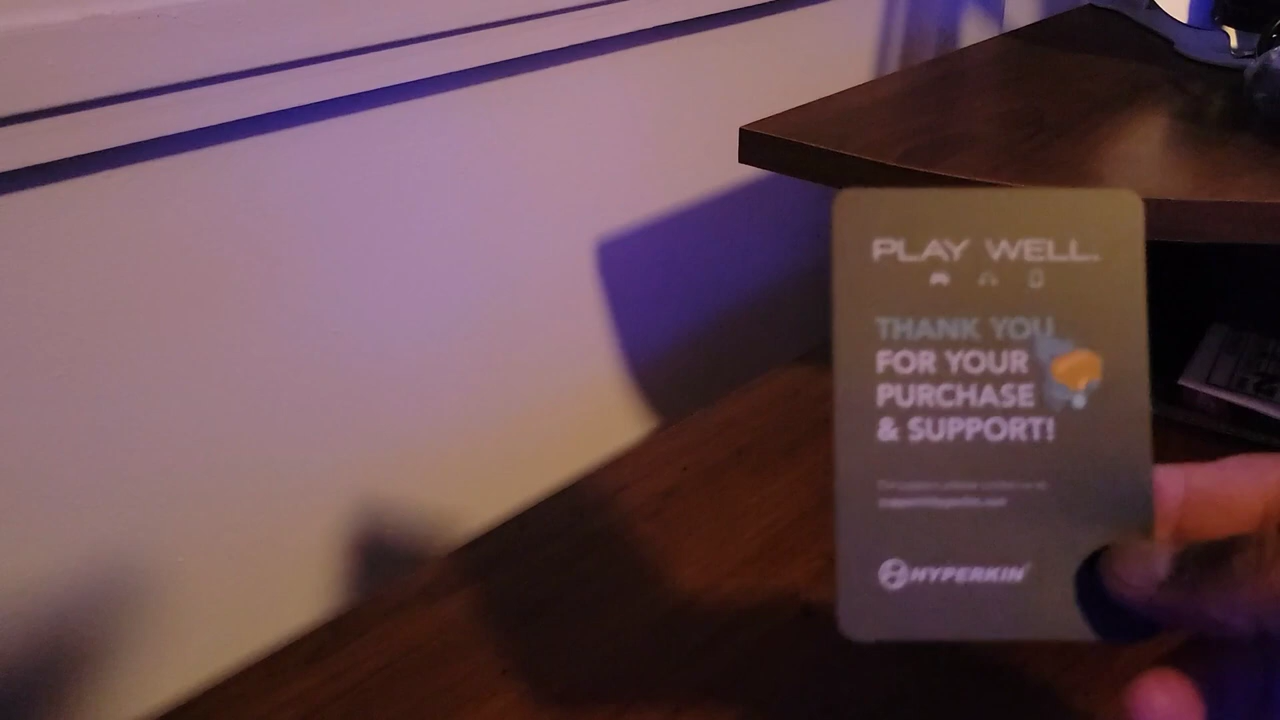 PLAY WELL.
THANK YOU
FOR YOUR
PURCHASE
& SUPPORT!
HYPERKIN